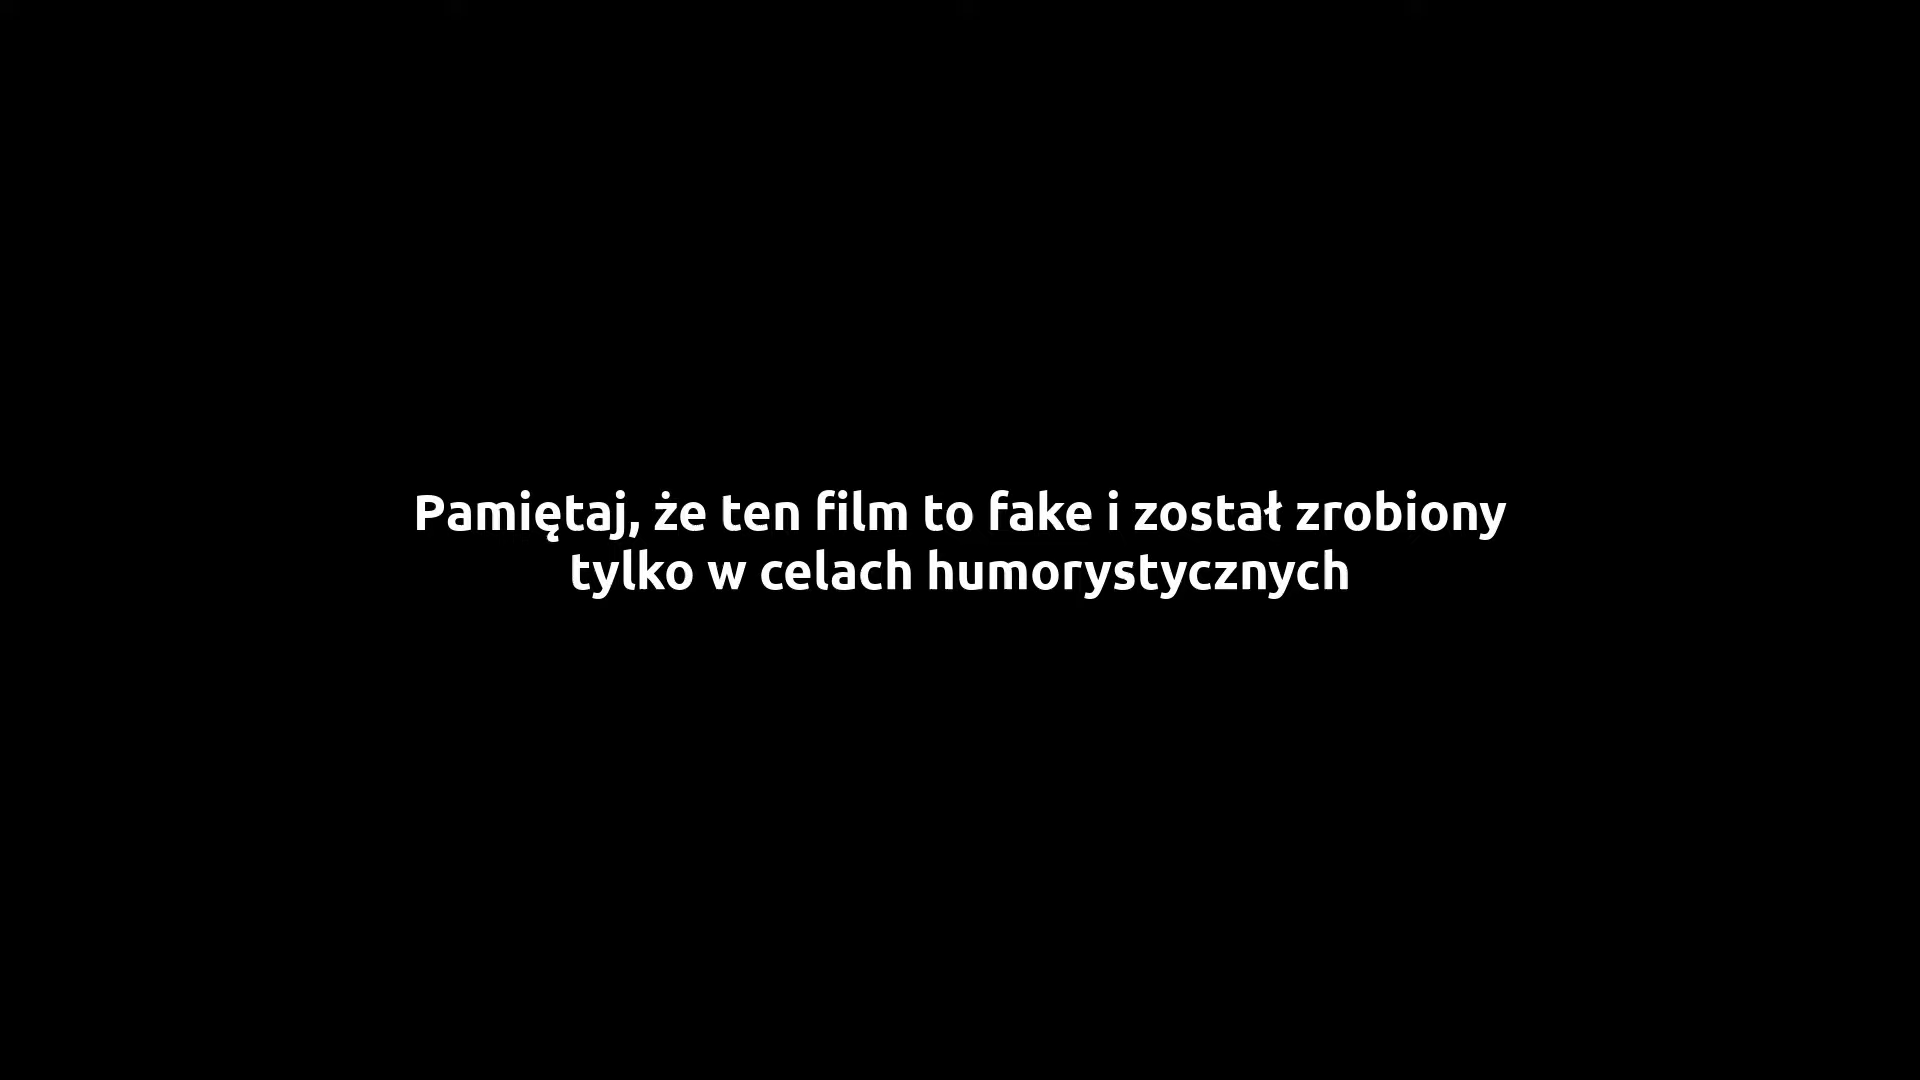 Pamiętaj, że ten film to fake i został zrobiony
tylko w celach humorystycznych